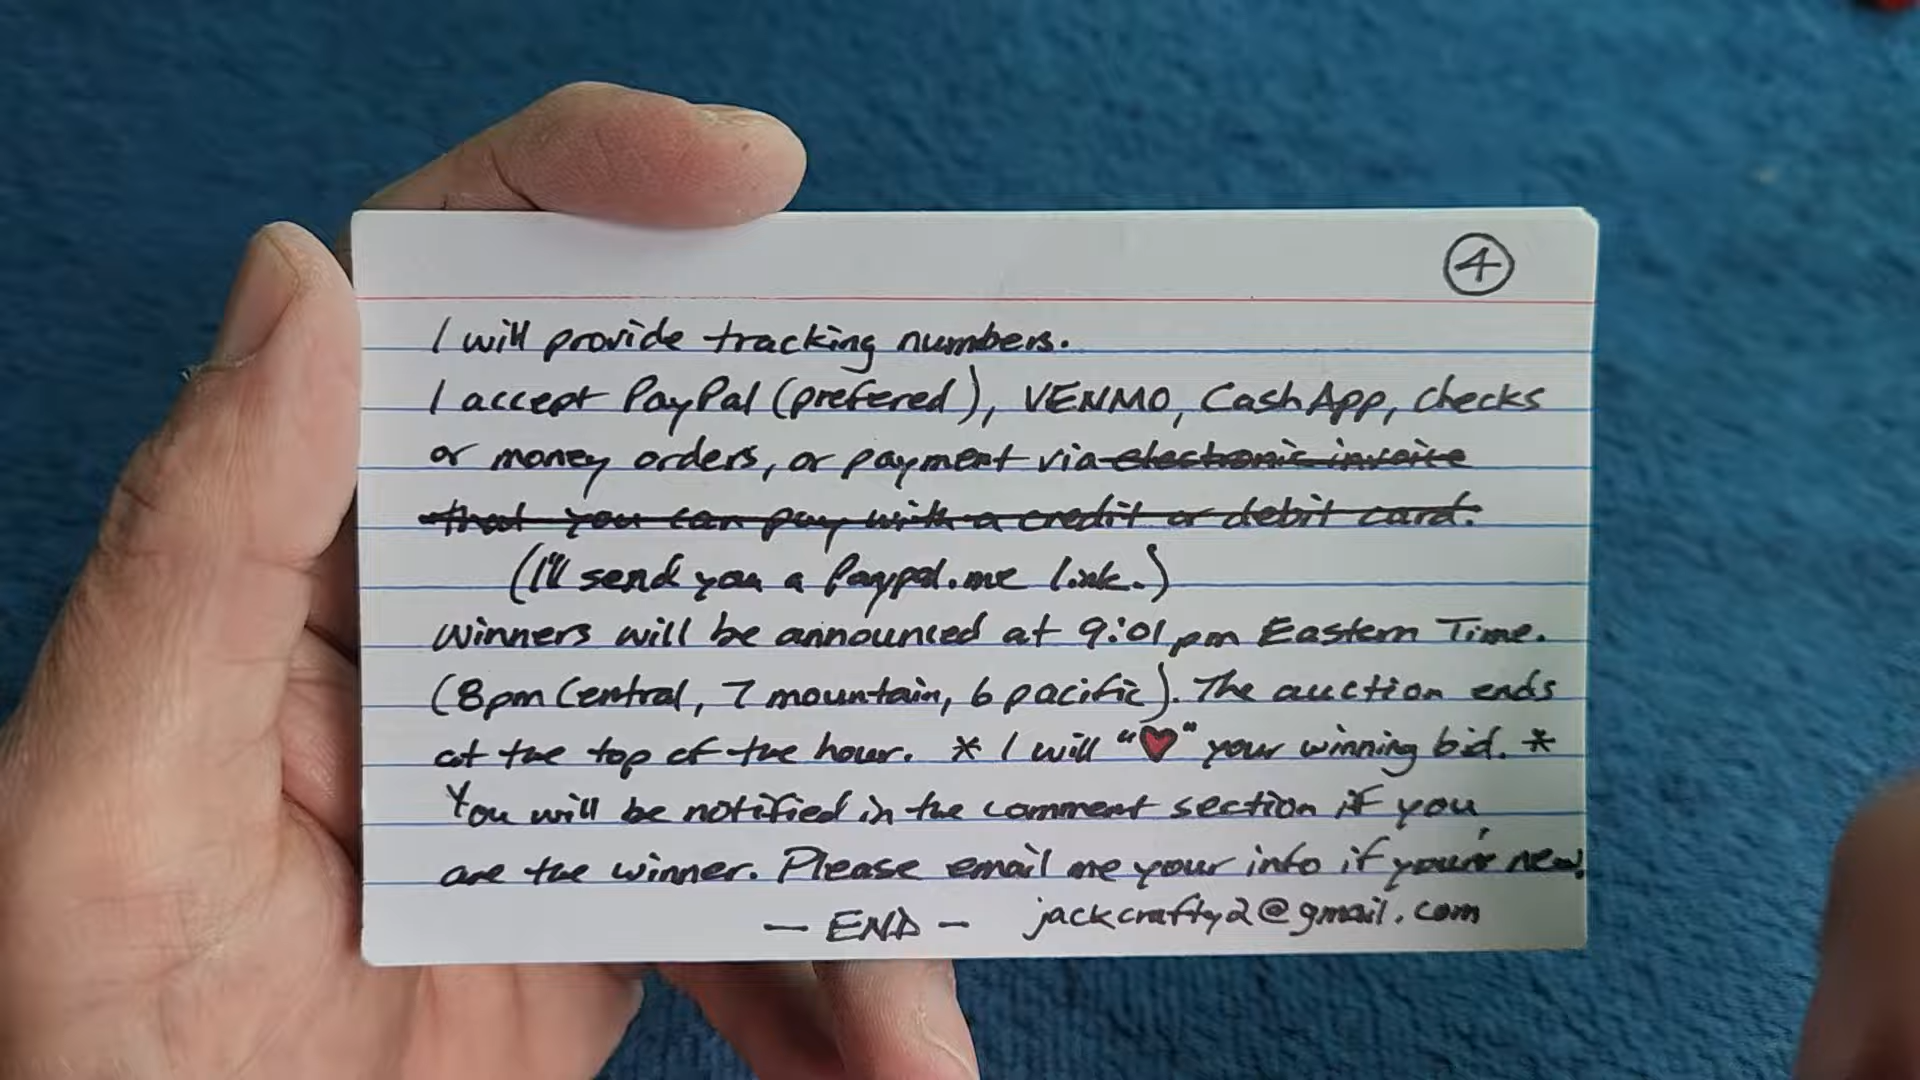 4
I will provide tracking numbers.
I accept PayPal (prefered), VENMO, CashApp, checks
or money orders, or payment via electronic invoice
that you can pay with a credit or debit card.
(I'll send you a Paypal.me link.)
Winners will be announced at 9:01 pm Eastern Time.
(8pm Central, 7 mountain, 6 pacific). The auction ends
at the top of the hour. * I will "♥" your winning bid. *
You will be notified in the comment section if you
are the winner. Please email me your info if you're new!
— END — jackcrafty2@gmail.com